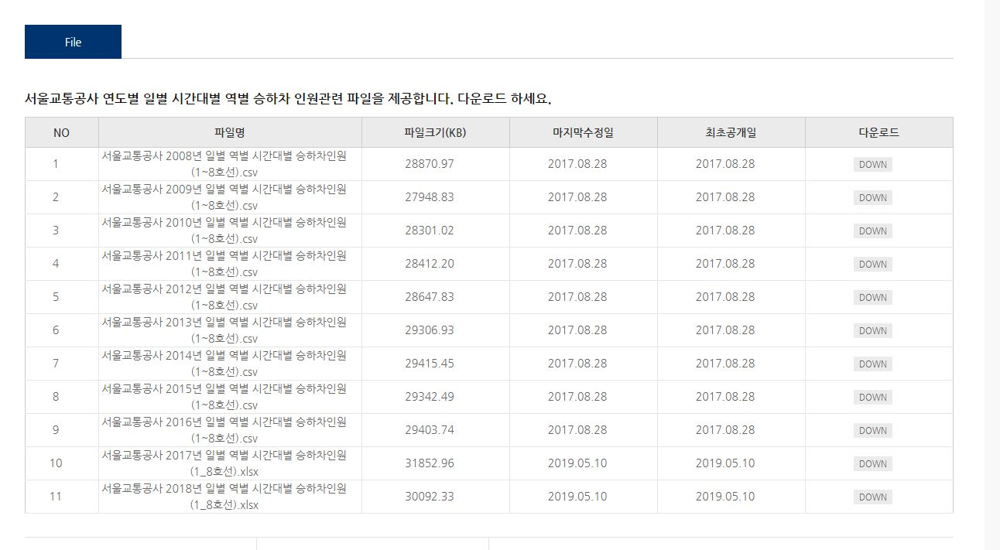 File
서울교통공사 연도별 일별 시간대별 역별 승하차 인원관련 파일을 제공합니다. 다운로드 하세요.
NO 파일명 파일크기(KB) 마지막수정일 최초공개일 다운로드
1 서울교통공사 2008년 일별 역별 시간대별 승하차인원 28870.97 2017.08.28 2017.08.28 DOWN
(1~8호선).csv
2 서울교통공사 2009년 일별 역별 시간대별 승하차인원 27948.83 2017.08.28 2017.08.28 DOWN
(1~8호선).csv
3 서울교통공사 2010년 일별 역별 시간대별 승하차인원 28301.02 2017.08.28 2017.08.28 DOWN
(1~8호선).csv
4 서울교통공사 2011년 일별 역별 시간대별 승하차인원 28412.20 2017.08.28 2017.08.28 DOWN
(1~8호선).csv
5 서울교통공사 2012년 일별 역별 시간대별 승하차인원 28647.83 2017.08.28 2017.08.28 DOWN
(1~8호선).csv
6 서울교통공사 2013년 일별 역별 시간대별 승하차인원 29306.93 2017.08.28 2017.08.28 DOWN
(1~8호선).csv
7 서울교통공사 2014년 일별 역별 시간대별 승하차인원 29415.45 2017.08.28 2017.08.28 DOWN
(1~8호선).csv
8 서울교통공사 2015년 일별 역별 시간대별 승하차인원 29342.49 2017.08.28 2017.08.28 DOWN
(1~8호선).csv
9 서울교통공사 2016년 일별 역별 시간대별 승하차인원 29403.74 2017.08.28 2017.08.28 DOWN
(1~8호선).csv
10 서울교통공사 2017년 일별 역별 시간대별 승하차인원 31852.96 2019.05.10 2019.05.10 DOWN
(1_8호선).xlsx
11 서울교통공사 2018년 일별 역별 시간대별 승하차인원 30092.33 2019.05.10 2019.05.10 DOWN
(1_8호선).xlsx